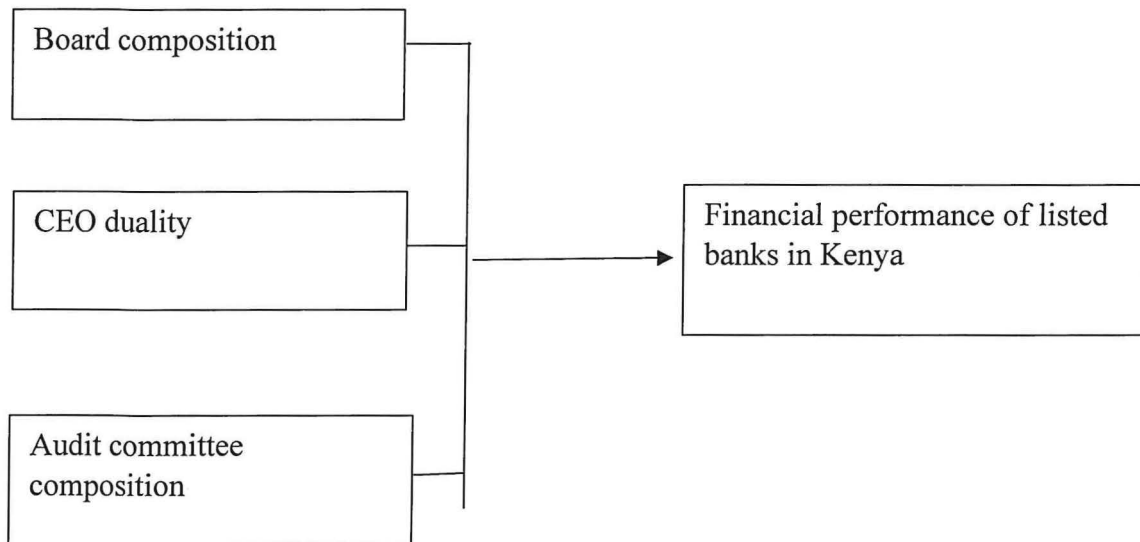 Board composition
CEO duality
Financial performance of listed
banks in Kenya
Audit committee
composition